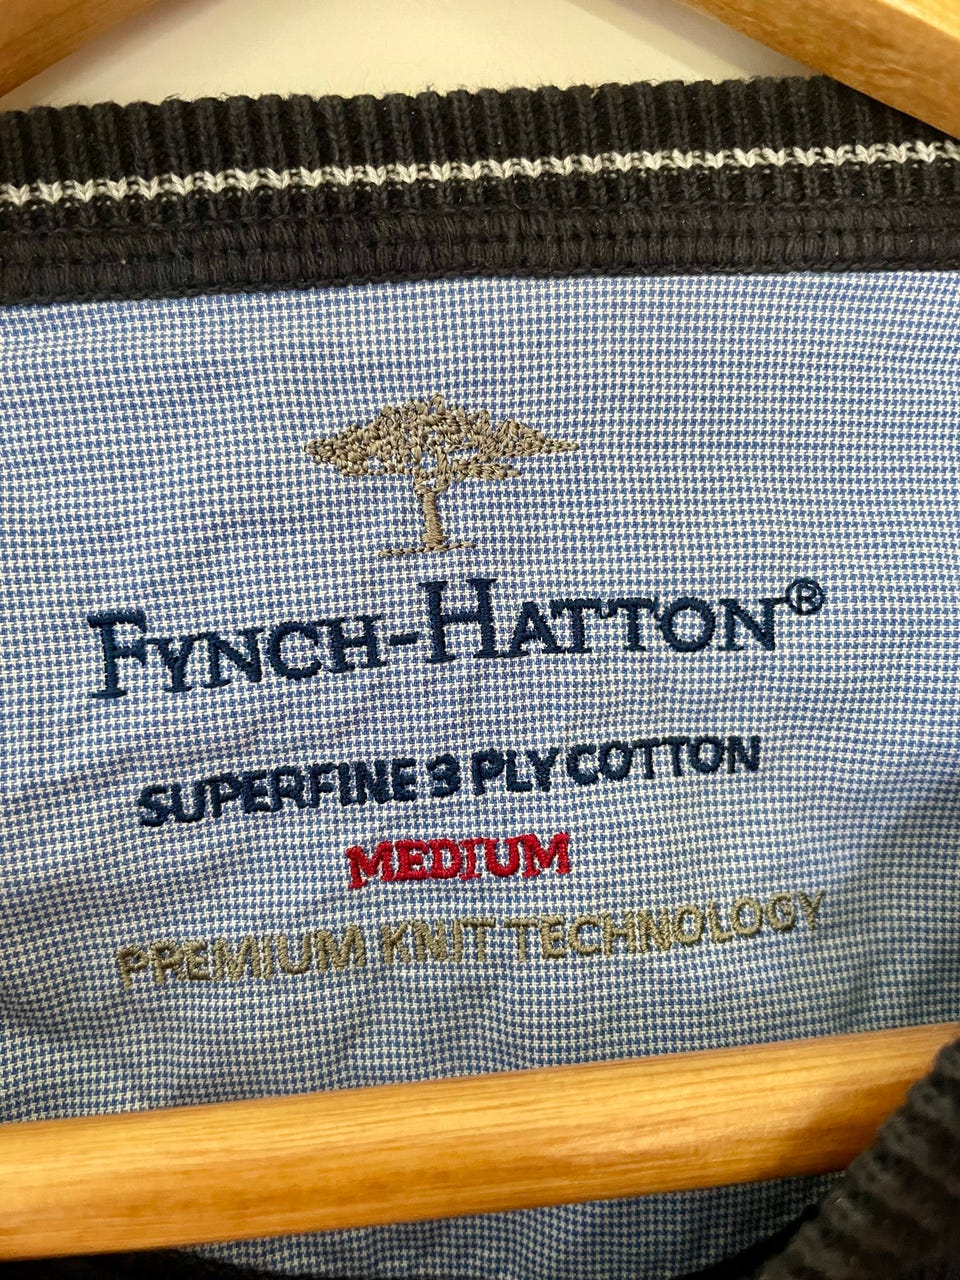 FYNCH-HATTON®
SUPERFINE 3 PLY COTTON
MEDIUM
PREMIUM KNIT TECHNOLOGY